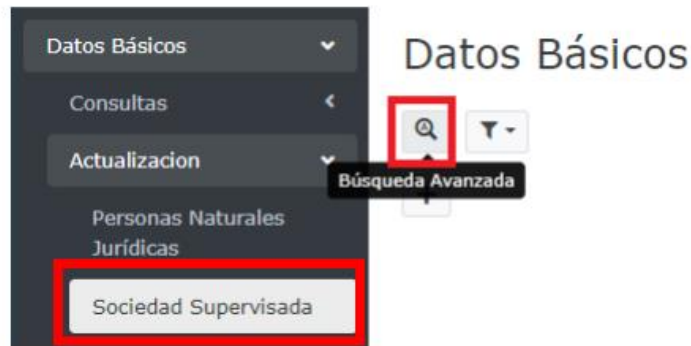 Datos Básicos
Consultas
Actualizacion
Personas Naturales
Jurídicas
Sociedad Supervisada
Datos Básicos
Búsqueda Avanzada